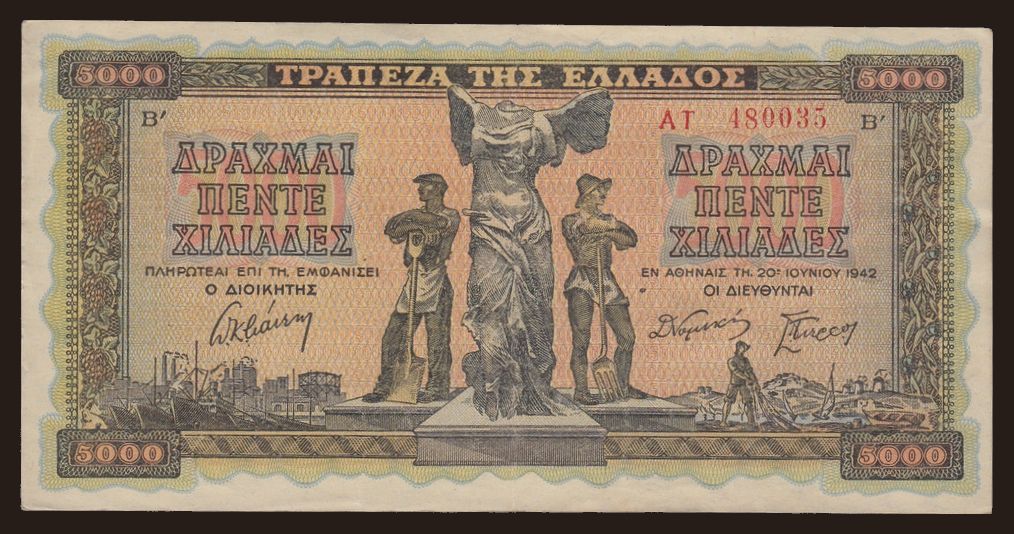 5000 ΤΡΑΠΕΖΑ ΤΗΣ ΕΛΛΑΔΟΣ 5000
Β′ ΑΤ 480035 Β′
ΔΡΑΧΜΑΙ
ΠΕΝΤΕ
ΧΙΛΙΑΔΕΣ
ΠΛΗΡΩΤΕΑΙ ΕΠΙ ΤΗ, ΕΜΦΑΝΙΣΕΙ
Ο ΔΙΟΙΚΗΤΗΣ
ΔΡΑΧΜΑΙ
ΠΕΝΤΕ
ΧΙΛΙΑΔΕΣ
ΕΝ ΑΘΗΝΑΙΣ ΤΗ, 20ῌ ΙΟΥΝΙΟΥ 1942
ΟΙ ΔΙΕΥΘΥΝΤΑΙ
5000 5000